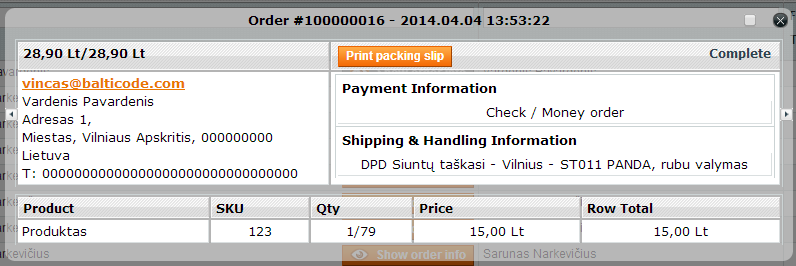 Order #100000016 - 2014.04.04 13:53:22
28,90 Lt/28,90 Lt
Print packing slip
Complete
vincas@balticode.com
Vardenis Pavardenis
Adresas 1,
Miestas, Vilniaus Apskritis, 000000000
Lietuva
T: 00000000000000000000000000000000
Payment Information
Check / Money order
Shipping & Handling Information
DPD Siuntų taškasi - Vilnius - ST011 PANDA, rubu valymas
Product SKU Qty Price Row Total
Produktas 123 1/79 15,00 Lt 15,00 Lt
Show order info
Sarunas Narkevičius